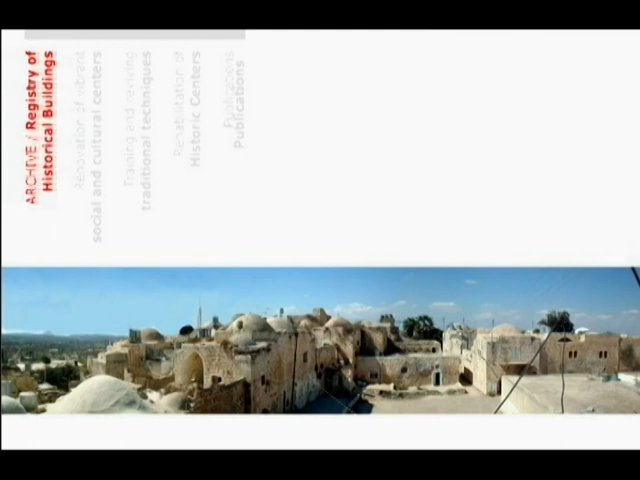 ARCHIVE / Registry of
Historical Buildings
Renovation of vibrant
social and cultural centers
Training and reviving
traditional techniques
Rehabilitation of
Historic Centers
Publications
Publications